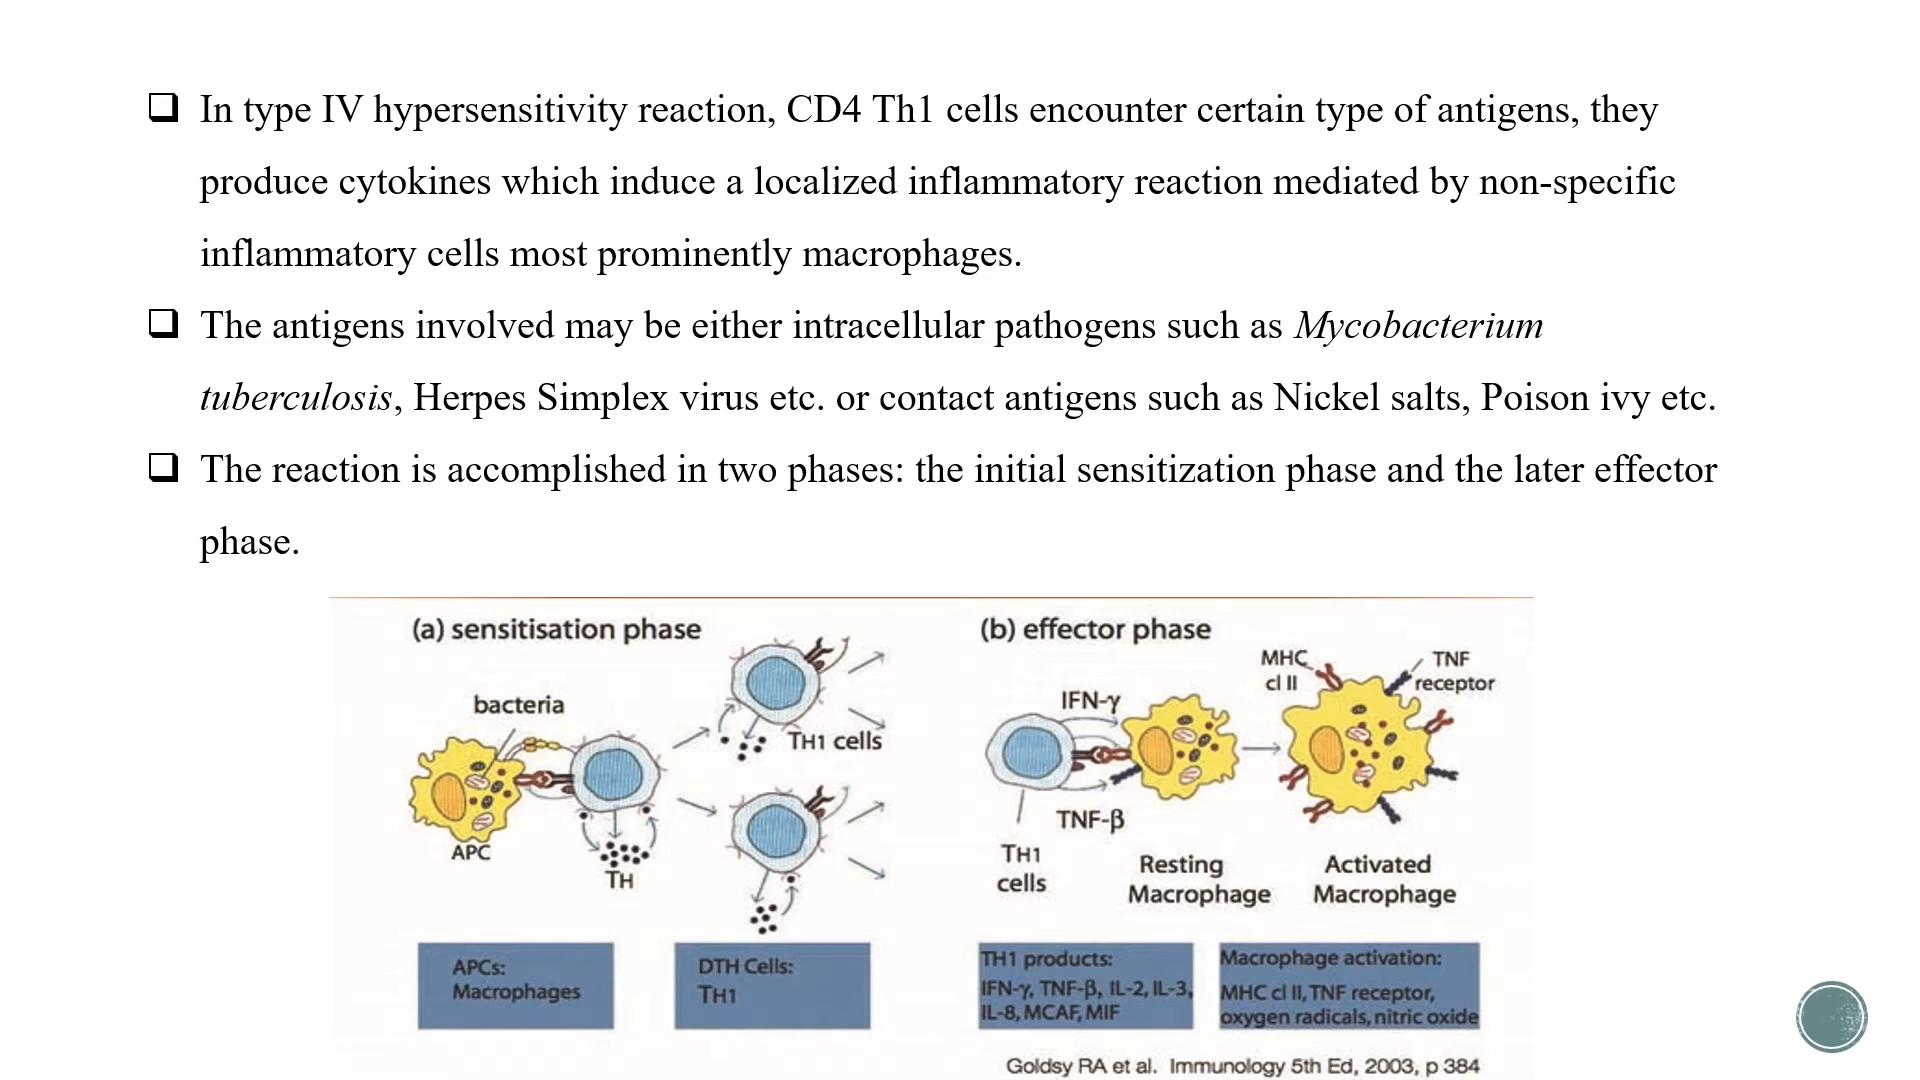 In type IV hypersensitivity reaction, CD4 Th1 cells encounter certain type of antigens, they
produce cytokines which induce a localized inflammatory reaction mediated by non-specific
inflammatory cells most prominently macrophages.
The antigens involved may be either intracellular pathogens such as Mycobacterium
tuberculosis, Herpes Simplex virus etc. or contact antigens such as Nickel salts, Poison ivy etc.
The reaction is accomplished in two phases: the initial sensitization phase and the later effector
phase.
(a) sensitisation phase
bacteria
TH1 cells
APC
TH
APCs:
Macrophages
DTH Cells:
TH1
(b) effector phase
MHC
cl II
TNF
receptor
IFN-γ
TNF-β
TH1
cells
Resting
Macrophage
Activated
Macrophage
TH1 products:
IFN-γ, TNF-β, IL-2, IL-3,
IL-8, MCAF, MIF
Macrophage activation:
MHC cl II, TNF receptor,
oxygen radicals, nitric oxide
Goldsy RA et al. Immunology 5th Ed, 2003, p 384